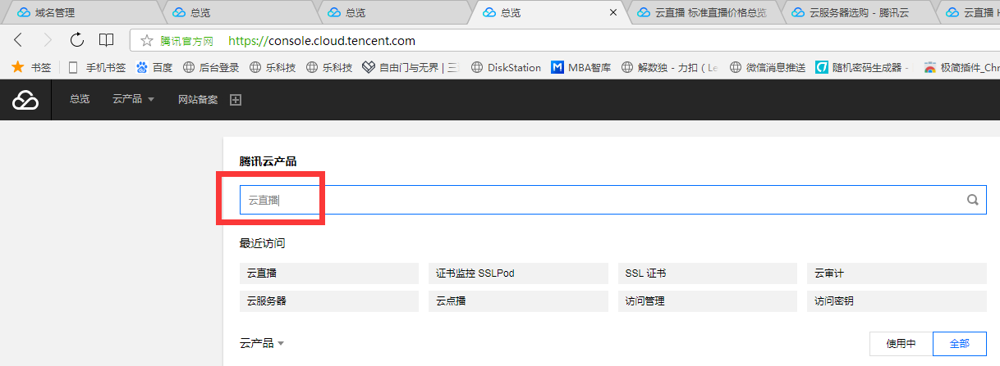 域名管理 总览 总览 总览 云直播 标准直播价格总览 云服务器选购 - 腾讯云 云直播
腾讯官方网 https://console.cloud.tencent.com
书签 手机书签 百度 后台登录 乐科技 乐科技 自由门与无界 | 三 DiskStation MBA智库 解数独 - 力扣 ( Le 微信消息推送 随机密码生成器 - 极简插件_Chr
总览 云产品 网站备案
腾讯云产品
云直播
最近访问
云直播 证书监控 SSLPod SSL 证书 云审计
云服务器 云点播 访问管理 访问密钥
云产品 使用中 全部